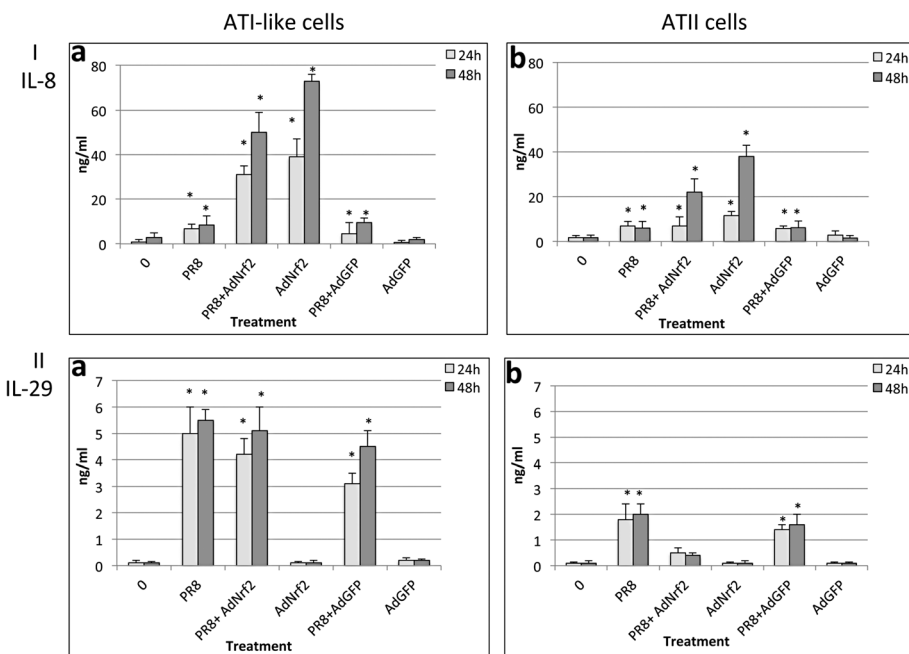 ATI-like cells
ATII cells
I
IL-8
a
24h
48h
80
60
40
20
0
ng/ml
* * * * * * * *
0
PR8
PR8+AdNrf2
AdNrf2
PR8+AdGFP
AdGFP
Treatment
b
24h
48h
80
60
40
20
0
ng/ml
* * * * * * * *
0
PR8
PR8+ AdNrf2
AdNrf2
PR8+AdGFP
AdGFP
Treatment
II
IL-29
a
24h
48h
7
6
5
4
3
2
1
0
ng/ml
* * * * * *
0
PR8
PR8+ AdNrf2
AdNrf2
PR8+AdGFP
AdGFP
Treatment
b
24h
48h
7
6
5
4
3
2
1
0
ng/ml
* * * *
0
PR8
PR8+ AdNrf2
AdNrf2
PR8+AdGFP
AdGFP
Treatment